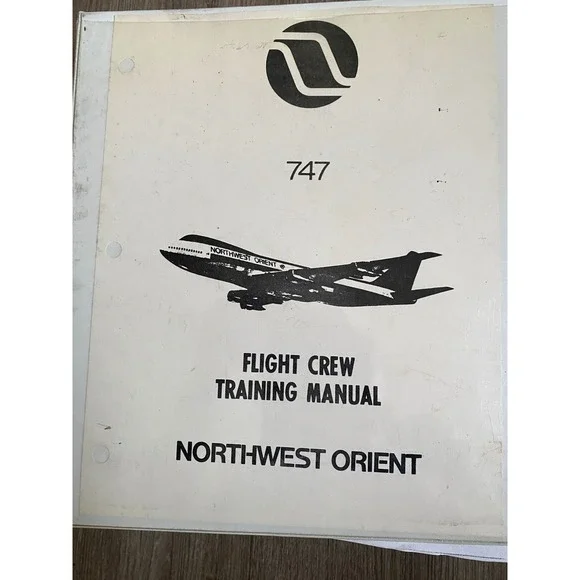 747
NORTHWEST ORIENT
FLIGHT CREW
TRAINING MANUAL
NORTHWEST ORIENT